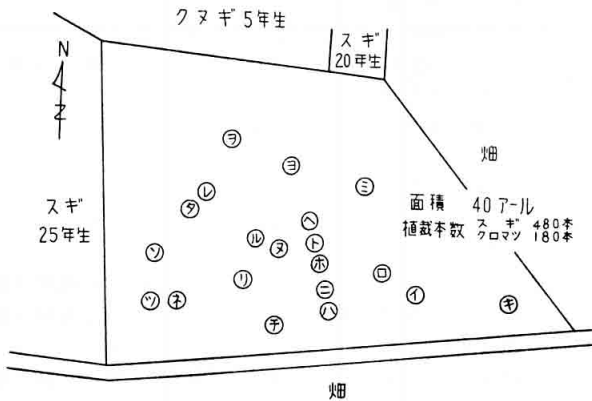 クヌギ 5年生
スギ
20年生
N
畑
スギ
25年生
面積 40アール
植栽本数 スギ 480本
クロマツ 180本
ヲ
ヨ
ミ
レ
タ
ヘ
ル
ヌ
ト
ソ
ホ
ロ
リ
ニ
イ
ツ
ネ
ハ
キ
チ
畑